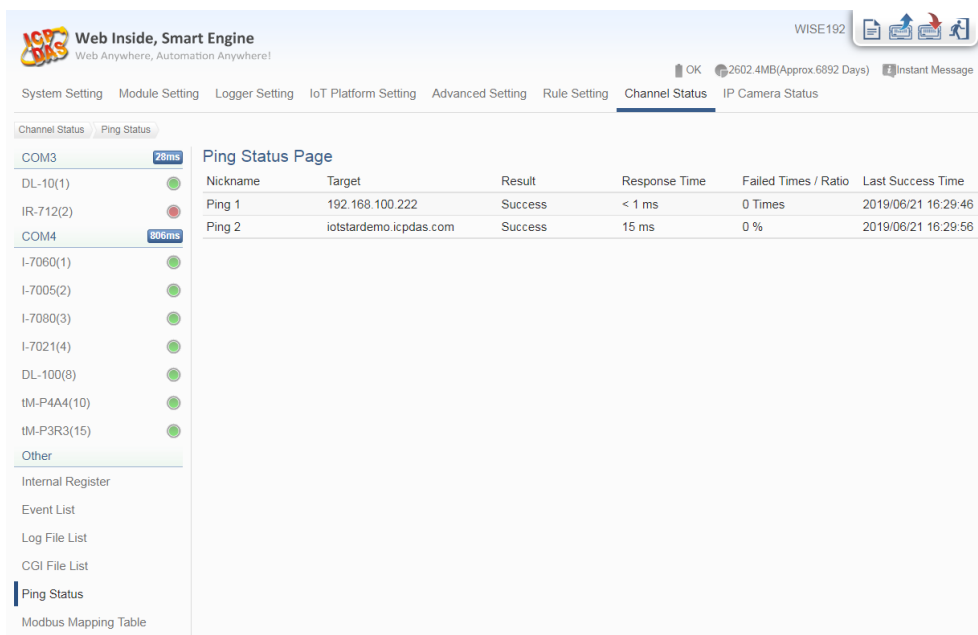 ICP DAS
Web Inside, Smart Engine
Web Anywhere, Automation Anywhere!
WISE192
OK 2602.4MB(Approx.6892 Days) Instant Message
System Setting Module Setting Logger Setting IoT Platform Setting Advanced Setting Rule Setting Channel Status IP Camera Status
Channel Status Ping Status
COM3 28ms
DL-10(1)
IR-712(2)
COM4 806ms
I-7060(1)
I-7005(2)
I-7080(3)
I-7021(4)
DL-100(8)
tM-P4A4(10)
tM-P3R3(15)
Other
Internal Register
Event List
Log File List
CGI File List
Ping Status
Modbus Mapping Table
Ping Status Page
Nickname Target Result Response Time Failed Times / Ratio Last Success Time
Ping 1 192.168.100.222 Success < 1 ms 0 Times 2019/06/21 16:29:46
Ping 2 iotstardemo.icpdas.com Success 15 ms 0 % 2019/06/21 16:29:56